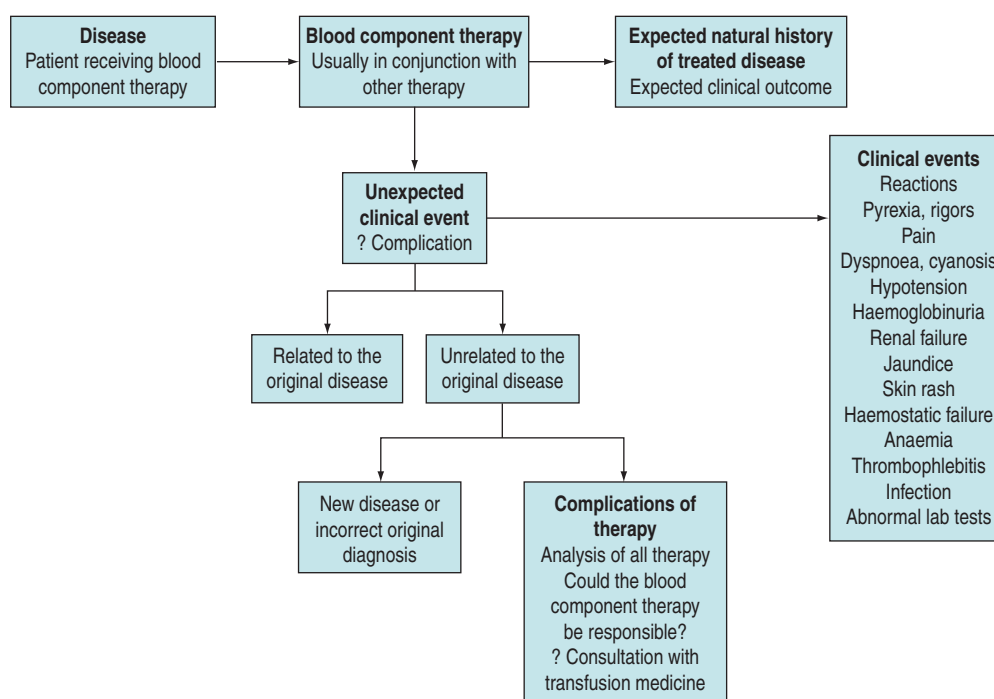 Disease
Patient receiving blood
component therapy
Blood component therapy
Usually in conjunction with
other therapy
Expected natural history
of treated disease
Expected clinical outcome
Unexpected
clinical event
? Complication
Clinical events
Reactions
Pyrexia, rigors
Pain
Dyspnoea, cyanosis
Hypotension
Haemoglobinuria
Renal failure
Jaundice
Skin rash
Haemostatic failure
Anaemia
Thrombophlebitis
Infection
Abnormal lab tests
Related to the
original disease
Unrelated to the
original disease
New disease or
incorrect original
diagnosis
Complications of
therapy
Analysis of all therapy
Could the blood
component therapy
be responsible?
? Consultation with
transfusion medicine